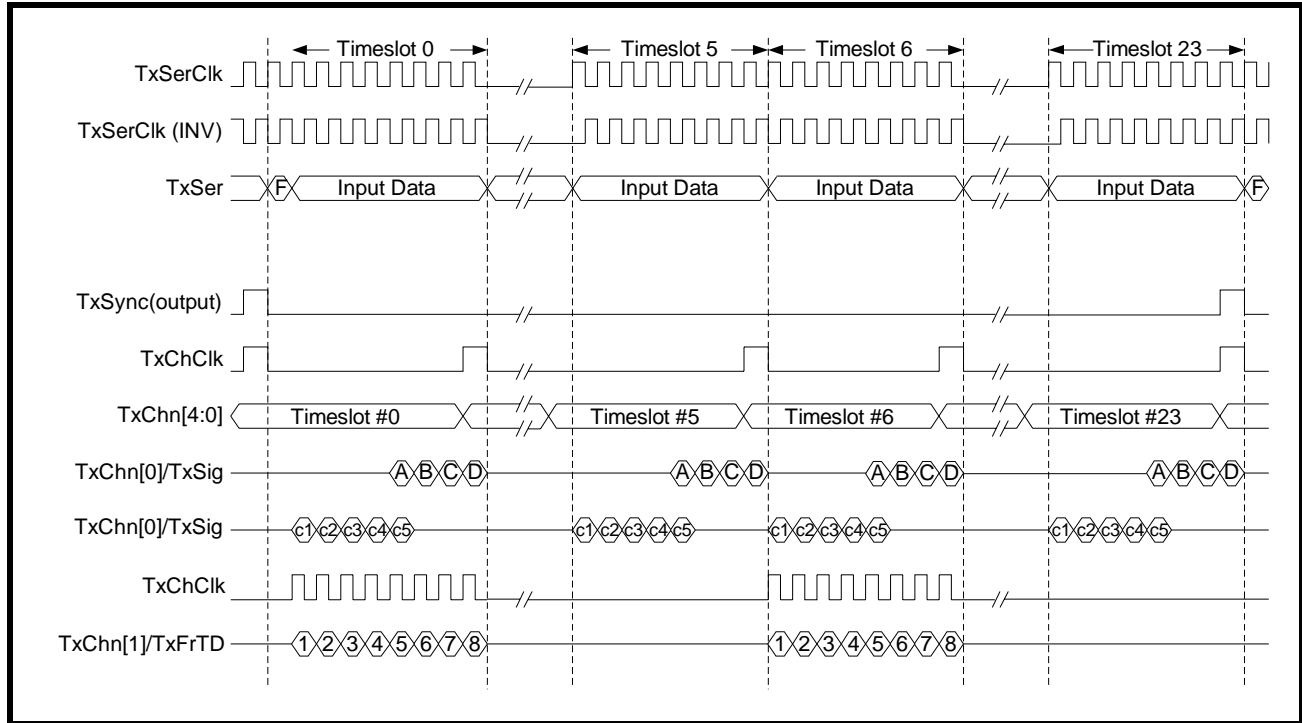 Timeslot 0 Timeslot 5 Timeslot 6 Timeslot 23
TxSerClk
TxSerClk (INV)
TxSer F Input Data Input Data Input Data Input Data F
TxSync(output)
TxChClk
TxChn[4:0] Timeslot #0 Timeslot #5 Timeslot #6 Timeslot #23
TxChn[0]/TxSig A B C D A B C D A B C D A B C D
TxChn[0]/TxSig c1 c2 c3 c4 c5 c1 c2 c3 c4 c5 c1 c2 c3 c4 c5 c1 c2 c3 c4 c5
TxChClk
TxChn[1]/TxFrTD 1 2 3 4 5 6 7 8 1 2 3 4 5 6 7 8